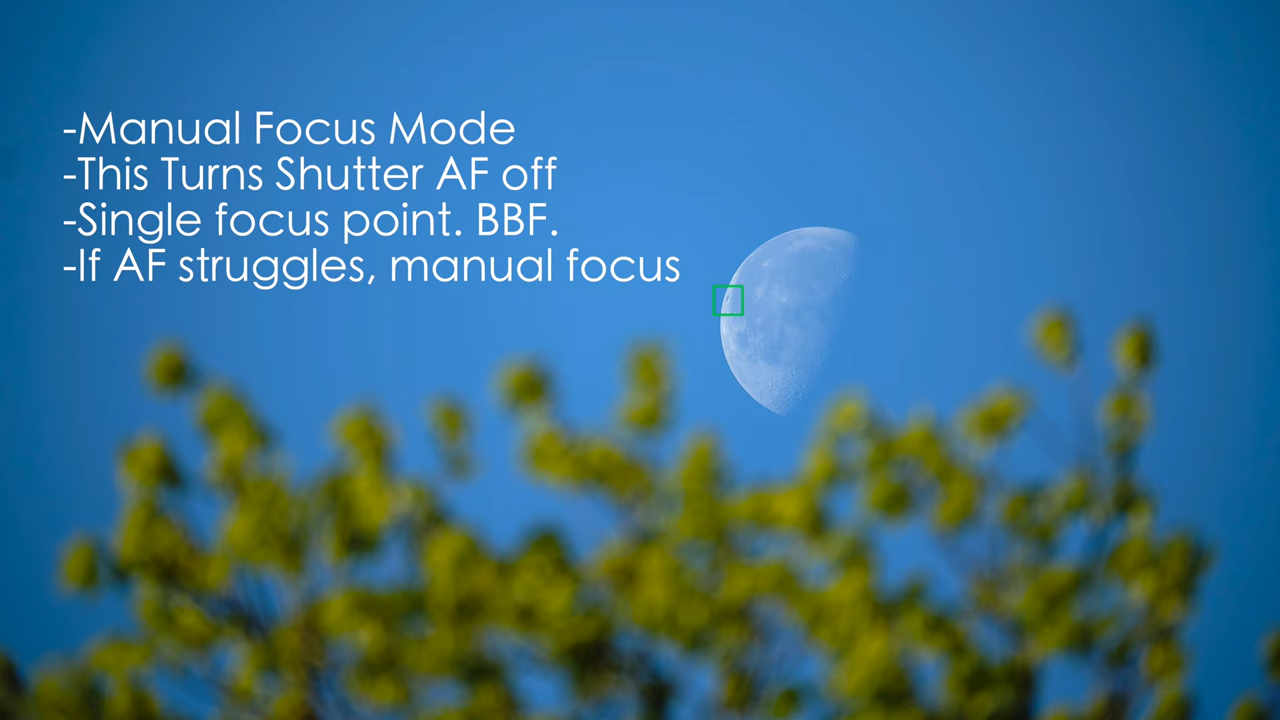 -Manual Focus Mode
-This Turns Shutter AF off
-Single focus point. BBF.
-If AF struggles, manual focus